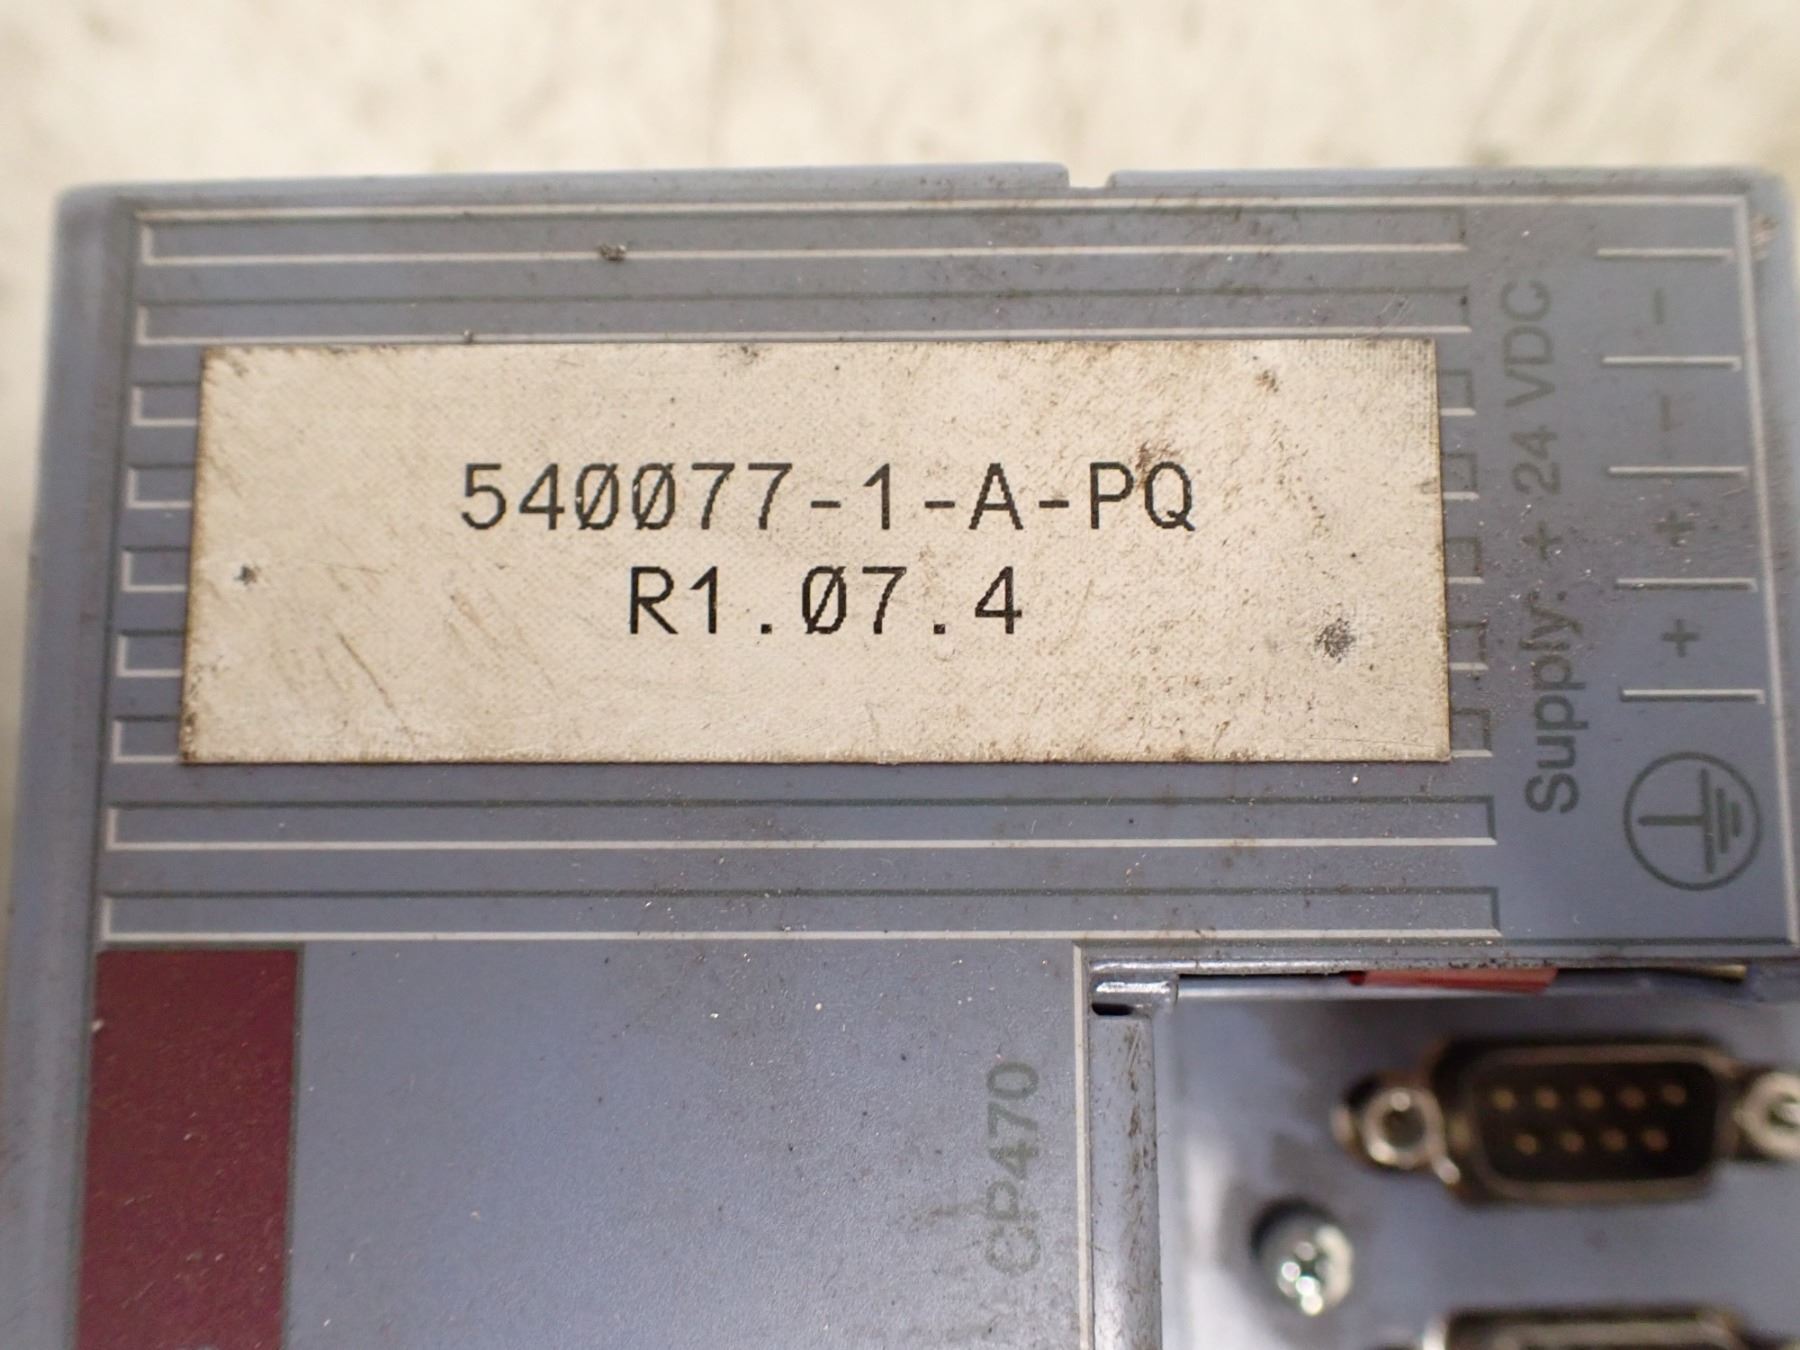 540077-1-A-PQ
R1.07.4
Supply: + 24 VDC
-
-
+
+
CP470